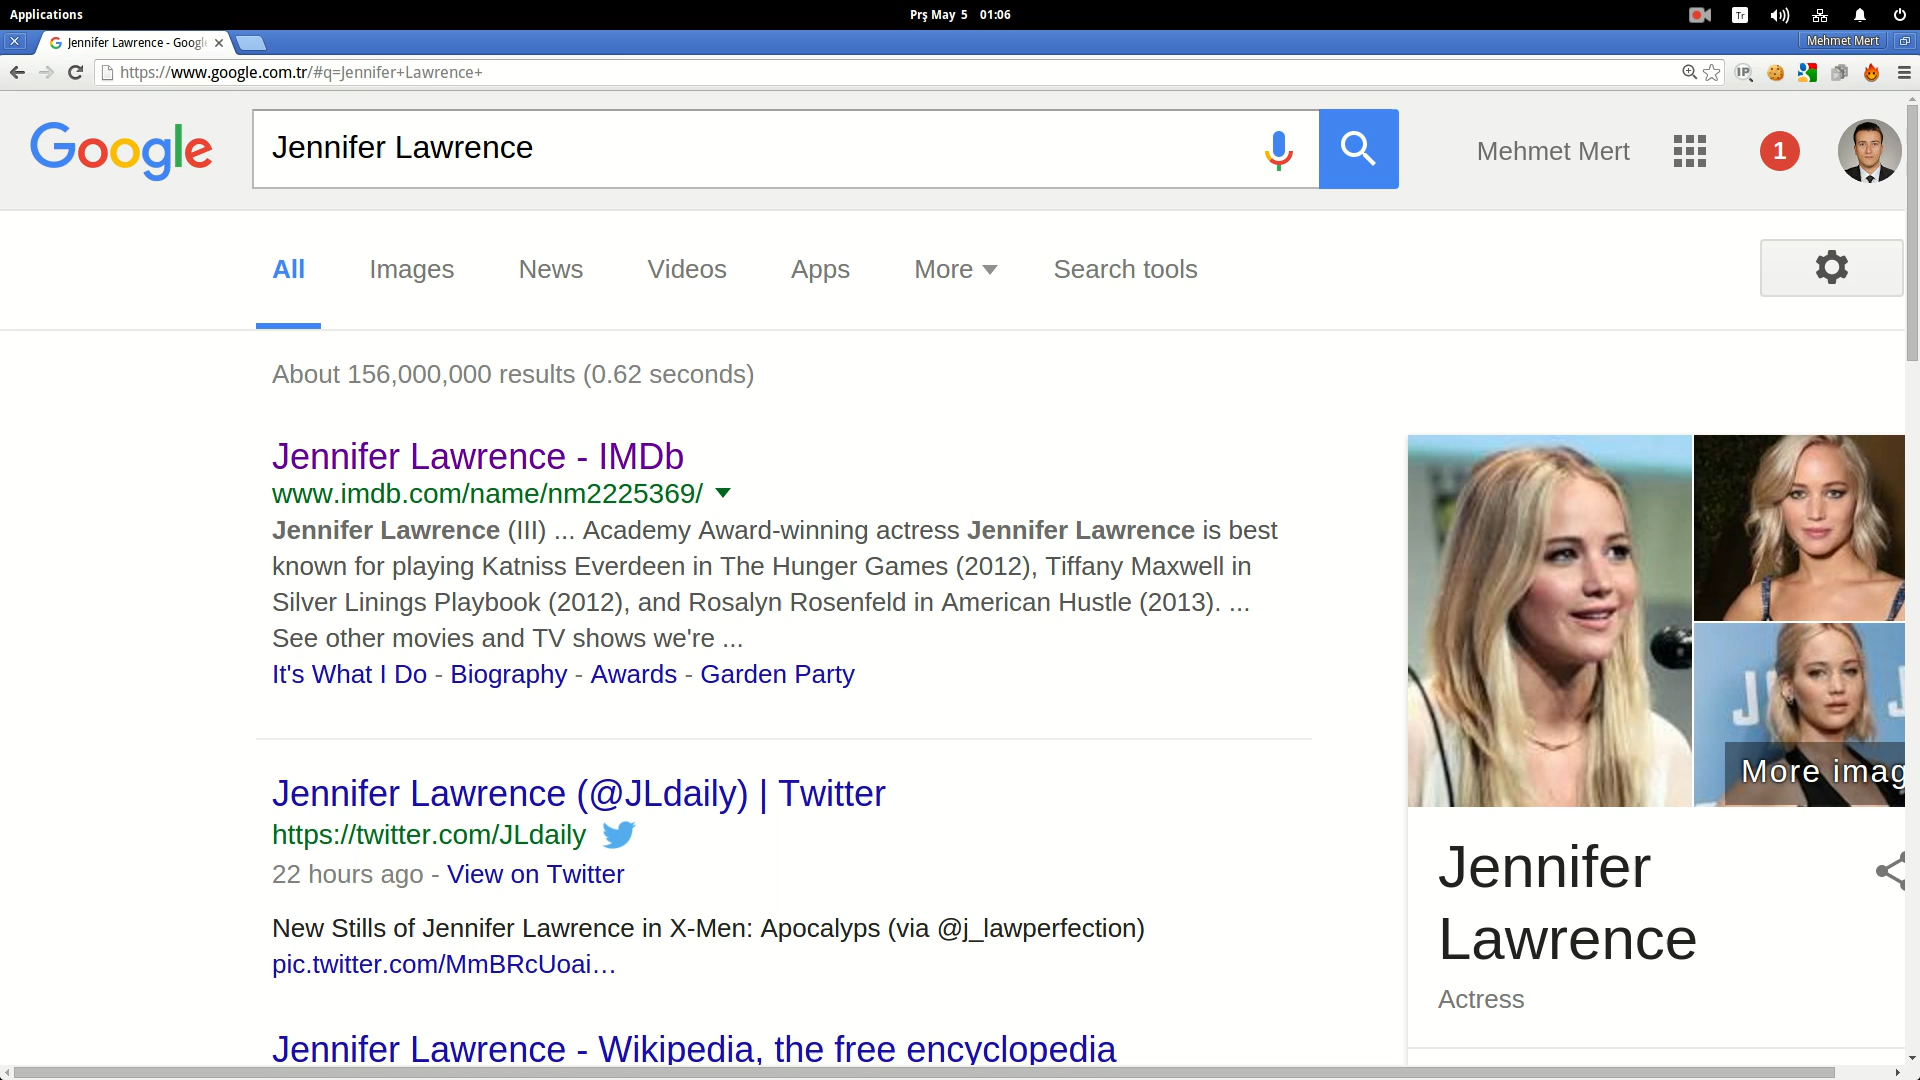 Applications
Prş May 5 01:06
Tr
Jennifer Lawrence - Googl
Mehmet Mert
https://www.google.com.tr/#q=Jennifer+Lawrence+
IP
Google
Jennifer Lawrence
Mehmet Mert
1
All
Images
News
Videos
Apps
More
Search tools
About 156,000,000 results (0.62 seconds)
Jennifer Lawrence - IMDb
www.imdb.com/name/nm2225369/
Jennifer Lawrence (III) ... Academy Award-winning actress Jennifer Lawrence is best
known for playing Katniss Everdeen in The Hunger Games (2012), Tiffany Maxwell in
Silver Linings Playbook (2012), and Rosalyn Rosenfeld in American Hustle (2013). ...
See other movies and TV shows we're ...
It's What I Do - Biography - Awards - Garden Party
Jennifer Lawrence (@JLdaily) | Twitter
https://twitter.com/JLdaily
22 hours ago - View on Twitter
New Stills of Jennifer Lawrence in X-Men: Apocalyps (via @j_lawperfection)
pic.twitter.com/MmBRcUoai…
Jennifer Lawrence - Wikipedia, the free encyclopedia
J
J
More imag
Jennifer
Lawrence
Actress